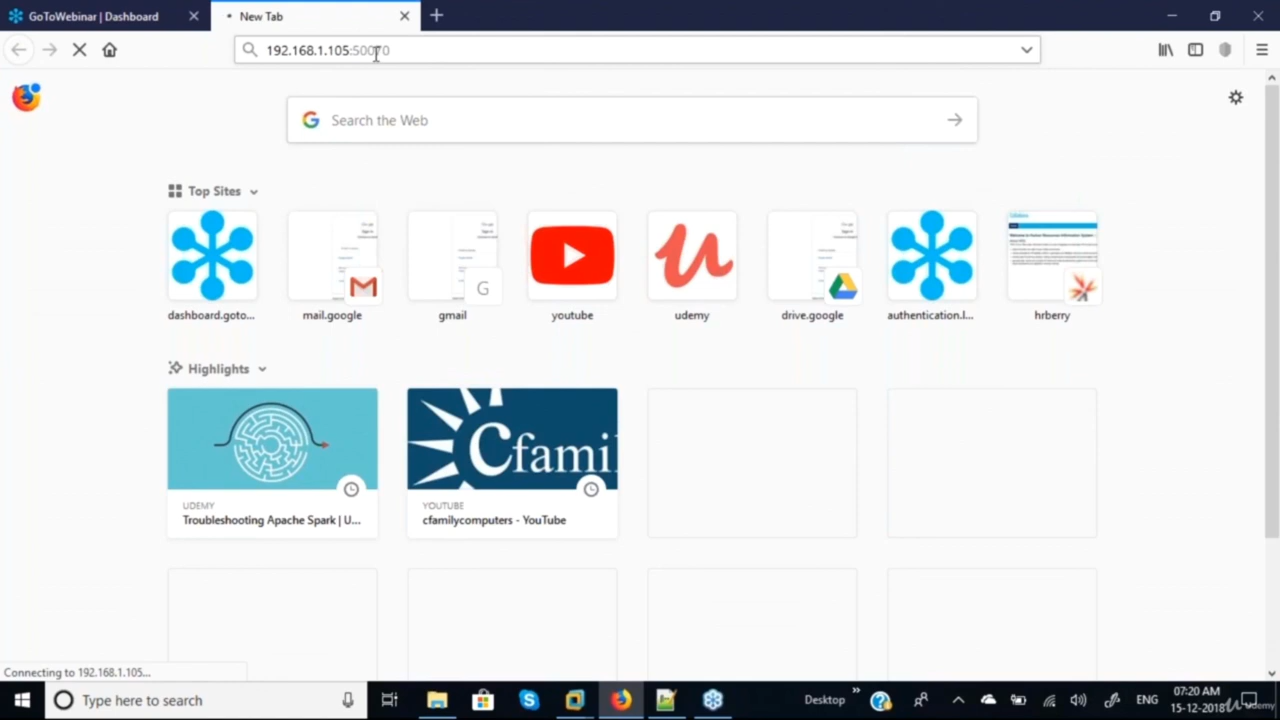 GoToWebinar | Dashboard
New Tab
192.168.1.105:50070
Search the Web
Top Sites
G
dashboard.goto...
mail.google
gmail
youtube
udemy
drive.google
authentication.l...
hrberry
Highlights
Cfami
UDEMY
Troubleshooting Apache Spark | U...
YOUTUBE
cfamilycomputers - YouTube
Connecting to 192.168.1.105...
Type here to search
Desktop
ENG
07:20 AM
15-12-2018
Udemy